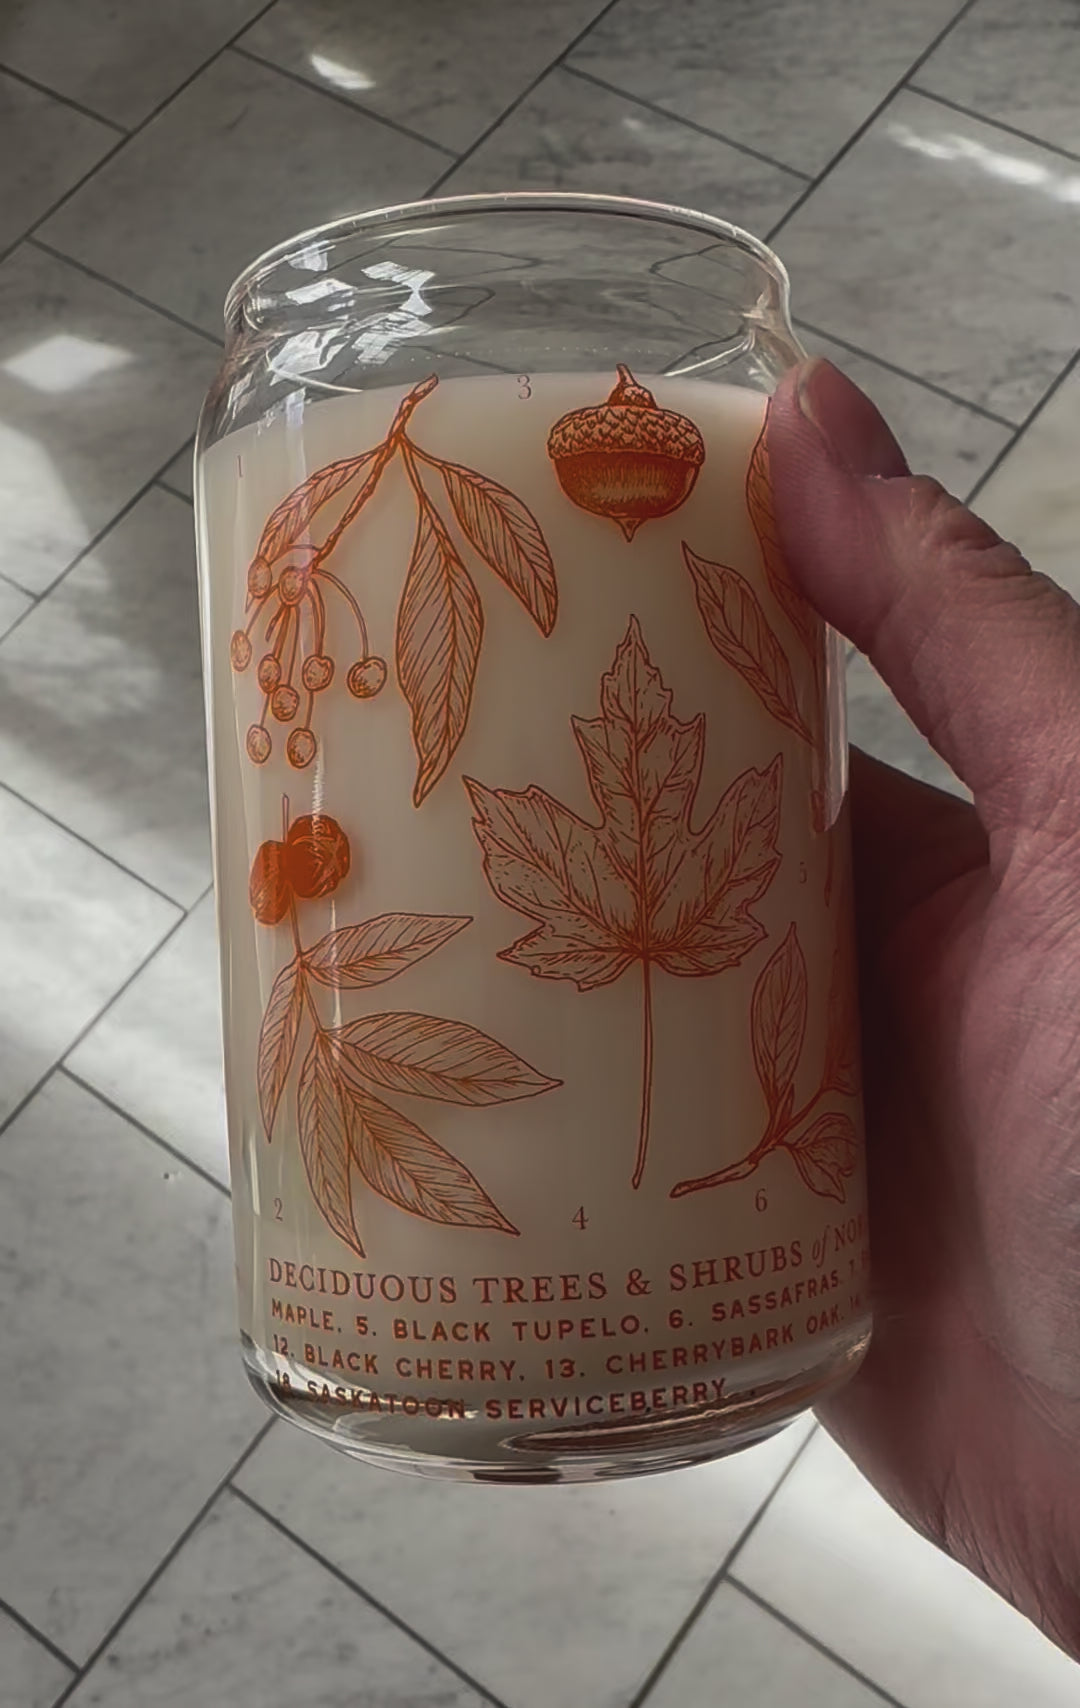 3
1
5
2
4
6
DECIDUOUS TREES & SHRUBS of
MAPLE, 5. BLACK TUPELO, 6. SASSAFRAS,
12. BLACK CHERRY, 13. CHERRYBARK OAK,
18. SASKATOON SERVICEBERRY